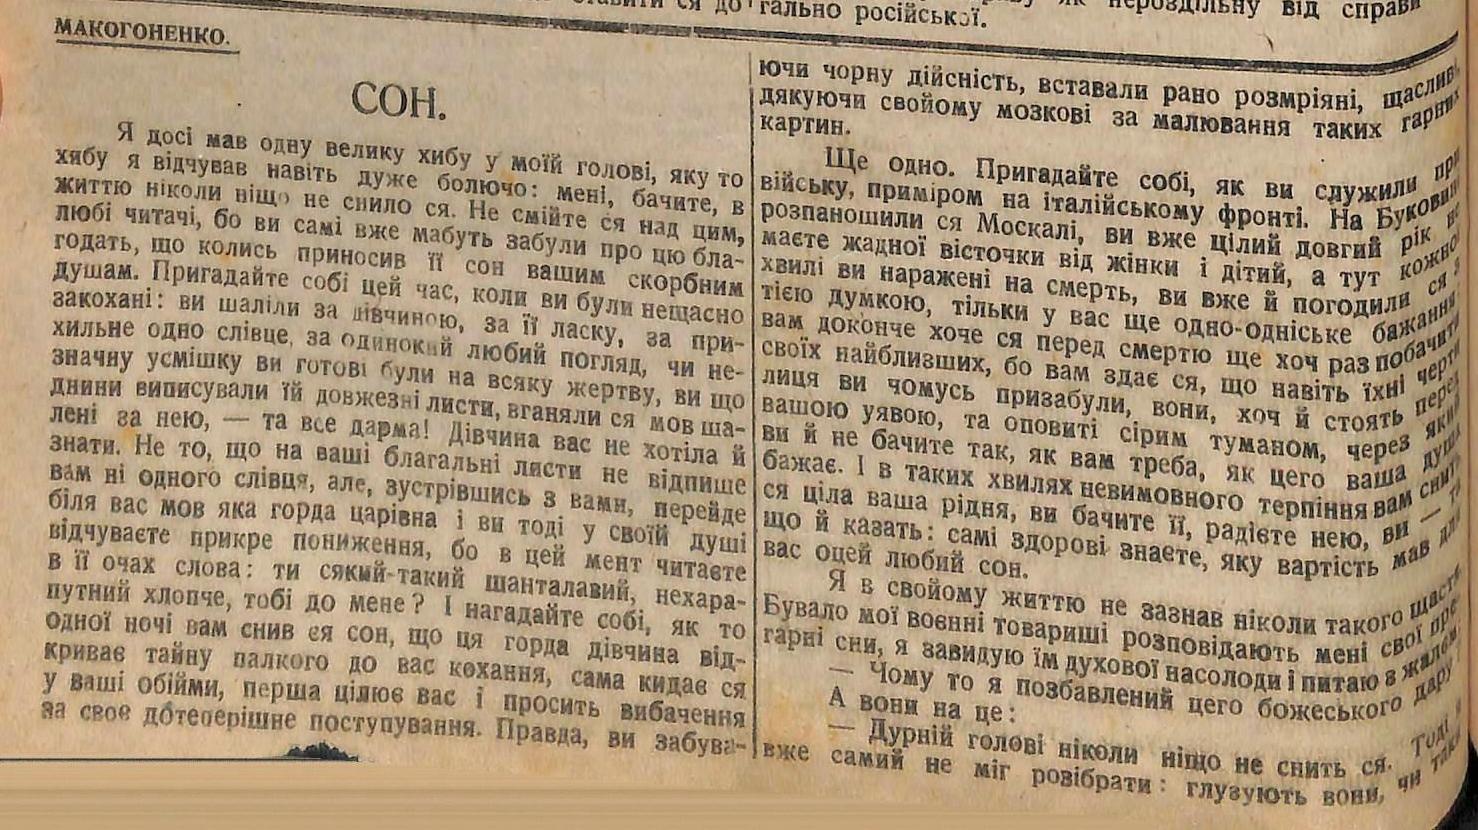 ставити ся до гально російської.
як нероздільну від справи
МАКОГОНЕНКО.
СОН.
Я досі мав одну велику хибу у моїй голові, яку то
хибу я відчував навіть дуже болючо: мені, бачите, в
життю ніколи ніщо не снило ся. Не смійте ся над цим,
любі читачі, бо ви самі вже мабуть забули про цю бла-
годать, що колись приносив її сон вашим скорбним
душам. Пригадайте собі цей час, коли ви були нещасно
закохані: ви шаліли за дівчиною, за її ласку, за при-
хильне одно слівце, за одинокий любий погляд, чи не-
значну усмішку ви готові були на всяку жертву, ви що
днини виписували їй довжезні листи, вганяли ся мов ша-
лені за нею, — та все дарма! Дівчина вас не хотіла й
знати. Не то, що на ваші благальні листи не відпише
вам ні одного слівця, але, зустрівшись з вами, перейде
біля вас мов яка горда царівна і ви тоді у своїй душі
відчуваєте прикре пониження, бо в цей мент читаєте
в її очах слова: ти сякий-такий шанталавий, нехара-
путний хлопче, тобі до мене? І нагадайте собі, як то
одної ночі вам снив ся сон, що ця горда дівчина від-
криває тайну палкого до вас кохання, сама кидає ся
у ваші обійми, перша цілює вас і просить вибачення
за своє дотеперішне поступування. Правда, ви забува-
ючи чорну дійсність, вставали рано розмріяні, щасливі,
дякуючи свойому мозкові за малювання таких гарних
картин.
Ще одно. Пригадайте собі, як ви служили при
війську, приміром на італійському фронті. На Буковині
розпаношили ся Москалі, ви вже цілий довгий рік не
маєте жадної вісточки від жінки і дітий, а тут кожної
хвилі ви наражені на смерть, ви вже й погодили ся з
тією думкою, тільки у вас ще одно-одніське бажання:
вам доконче хоче ся перед смертю ще хоч раз побачити
своїх найблизших, бо вам здає ся, що навіть їхні черти
лиця ви чомусь призабули, вони, хоч й стоять перед
вашою уявою, та оповиті сірим туманом, через який
ви й не бачите так, як вам треба, як цего ваша душа
бажає. І в таких хвилях невимовного терпіння вам снить
ся ціла ваша рідня, ви бачите її, радієте нею, ви — та
що й казать: самі здорові знаєте, яку вартість мав для
вас оцей любий сон.
Я в свойому життю не зазнав ніколи такого щастя.
Бувало мої воєнні товариші розповідають мені свої пре-
гарні сни, я завидую їм духової насолоди і питаю з жалем:
— Чому то я позбавлений цего божеського дару?
А вони на це:
— Дурній голові ніколи ніщо не снить ся. Тоді я
вже самий не міг розібрати: глузують вони, чи таки